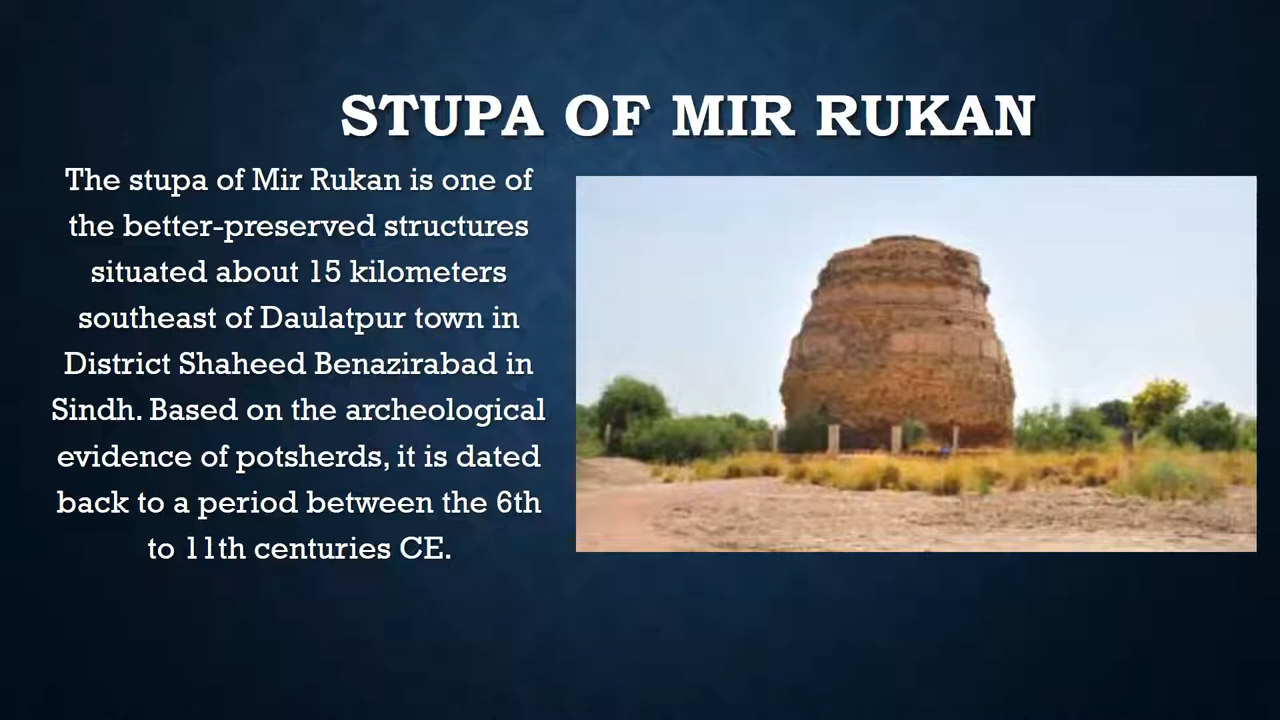 STUPA OF MIR RUKAN
The stupa of Mir Rukan is one of
the better-preserved structures
situated about 15 kilometers
southeast of Daulatpur town in
District Shaheed Benazirabad in
Sindh. Based on the archeological
evidence of potsherds, it is dated
back to a period between the 6th
to 11th centuries CE.